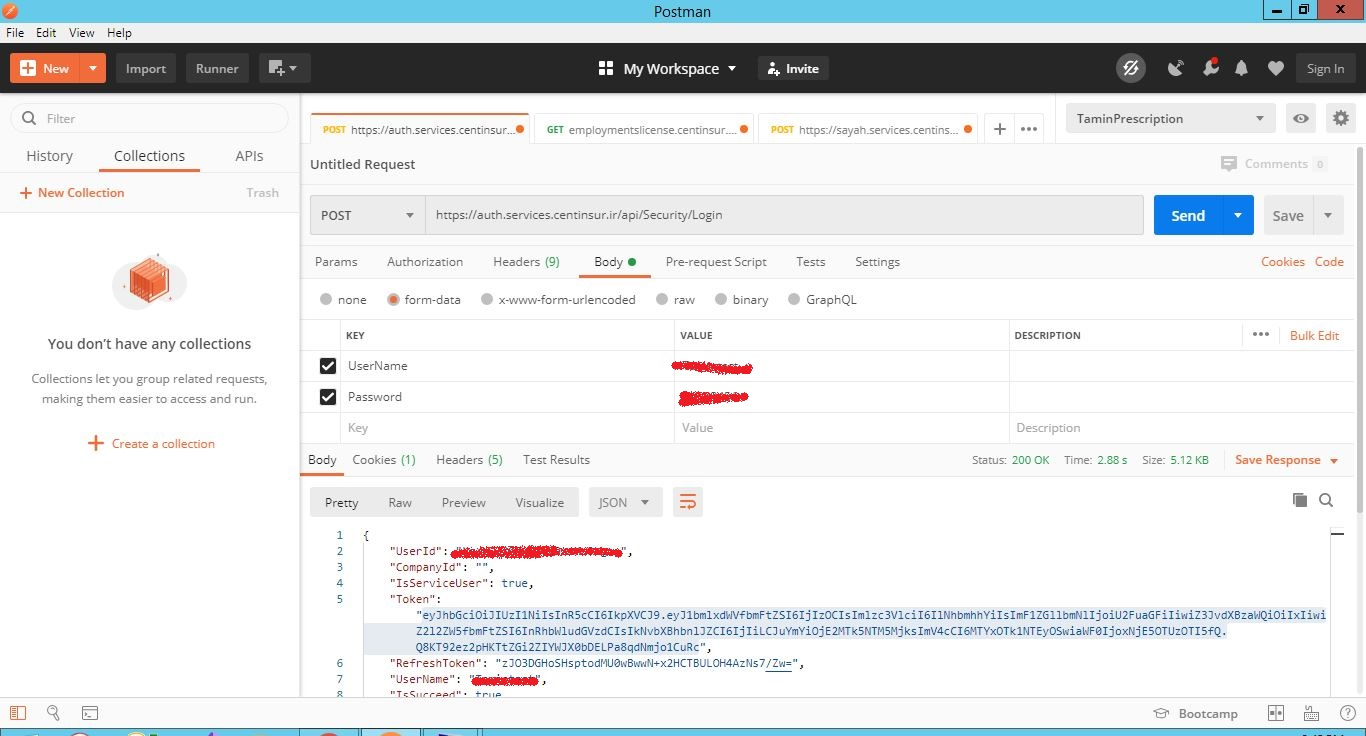 Postman
File Edit View Help
New Import Runner My Workspace Invite Sign In
Filter
History Collections APIs
New Collection Trash
You don't have any collections
Collections let you group related requests,
making them easier to access and run.
Create a collection
POST https://auth.services.centinsur... GET employmentslicense.centinsur.... POST https://sayah.services.centins... TaminPrescription
Untitled Request Comments 0
POST https://auth.services.centinsur.ir/api/Security/Login Send Save
Params Authorization Headers (9) Body Pre-request Script Tests Settings Cookies Code
none form-data x-www-form-urlencoded raw binary GraphQL
KEY VALUE DESCRIPTION Bulk Edit
UserName
Password
Key Value Description
Body Cookies (1) Headers (5) Test Results Status: 200 OK Time: 2.88 s Size: 5.12 KB Save Response
Pretty Raw Preview Visualize JSON
1 {
2 "UserId": ",
3 "CompanyId": "",
4 "IsServiceUser": true,
5 "Token":
6 "RefreshToken":
7 "UserName": ",
8 "IsSucceed": true
Bootcamp